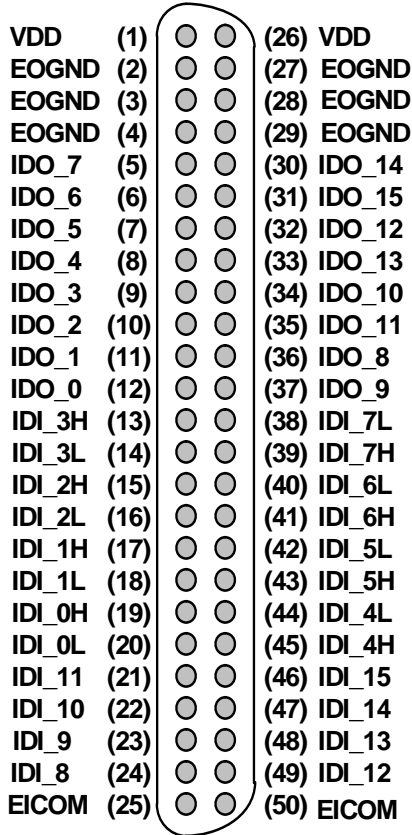 VDD (1) (26) VDD
EOGND (2) (27) EOGND
EOGND (3) (28) EOGND
EOGND (4) (29) EOGND
IDO_7 (5) (30) IDO_14
IDO_6 (6) (31) IDO_15
IDO_5 (7) (32) IDO_12
IDO_4 (8) (33) IDO_13
IDO_3 (9) (34) IDO_10
IDO_2 (10) (35) IDO_11
IDO_1 (11) (36) IDO_8
IDO_0 (12) (37) IDO_9
IDI_3H (13) (38) IDI_7L
IDI_3L (14) (39) IDI_7H
IDI_2H (15) (40) IDI_6L
IDI_2L (16) (41) IDI_6H
IDI_1H (17) (42) IDI_5L
IDI_1L (18) (43) IDI_5H
IDI_0H (19) (44) IDI_4L
IDI_0L (20) (45) IDI_4H
IDI_11 (21) (46) IDI_15
IDI_10 (22) (47) IDI_14
IDI_9 (23) (48) IDI_13
IDI_8 (24) (49) IDI_12
EICOM (25) (50) EICOM